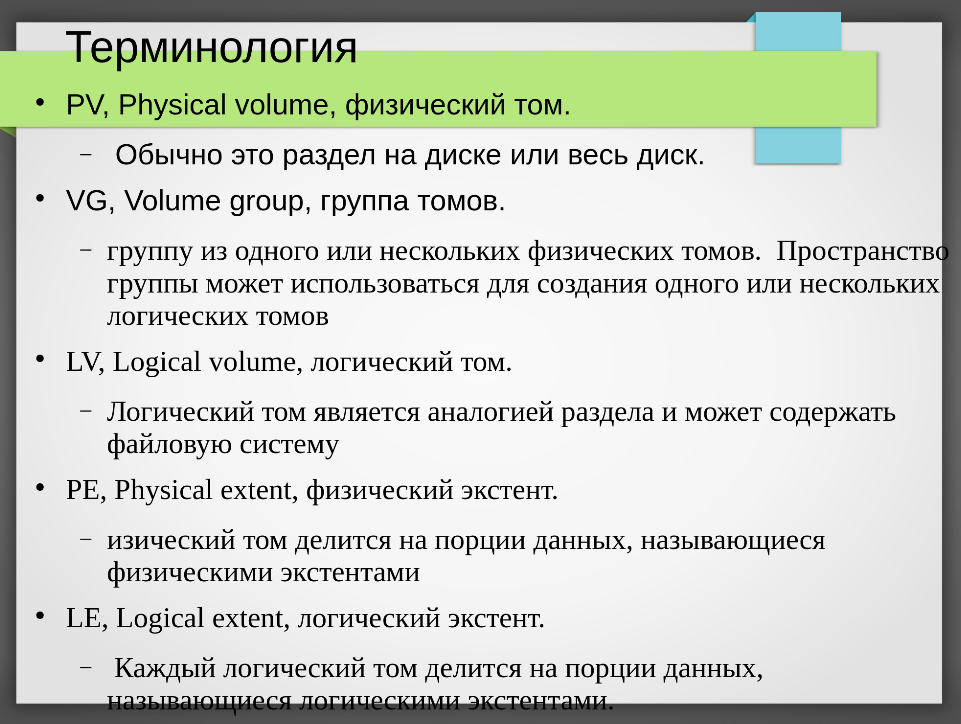 Терминология
• PV, Physical volume, физический том.
– Обычно это раздел на диске или весь диск.
• VG, Volume group, группа томов.
– группу из одного или нескольких физических томов.  Пространство
группы может использоваться для создания одного или нескольких
логических томов
• LV, Logical volume, логический том.
– Логический том является аналогией раздела и может содержать
файловую систему
• PE, Physical extent, физический экстент.
– изический том делится на порции данных, называющиеся
физическими экстентами
• LE, Logical extent, логический экстент.
– Каждый логический том делится на порции данных,
называющиеся логическими экстентами.